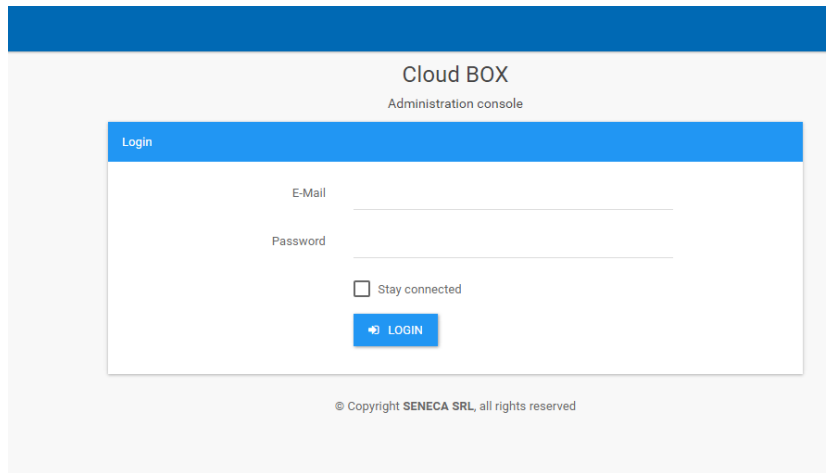 Cloud BOX
Administration console
Login
E-Mail
Password
Stay connected
LOGIN
© Copyright SENECA SRL, all rights reserved